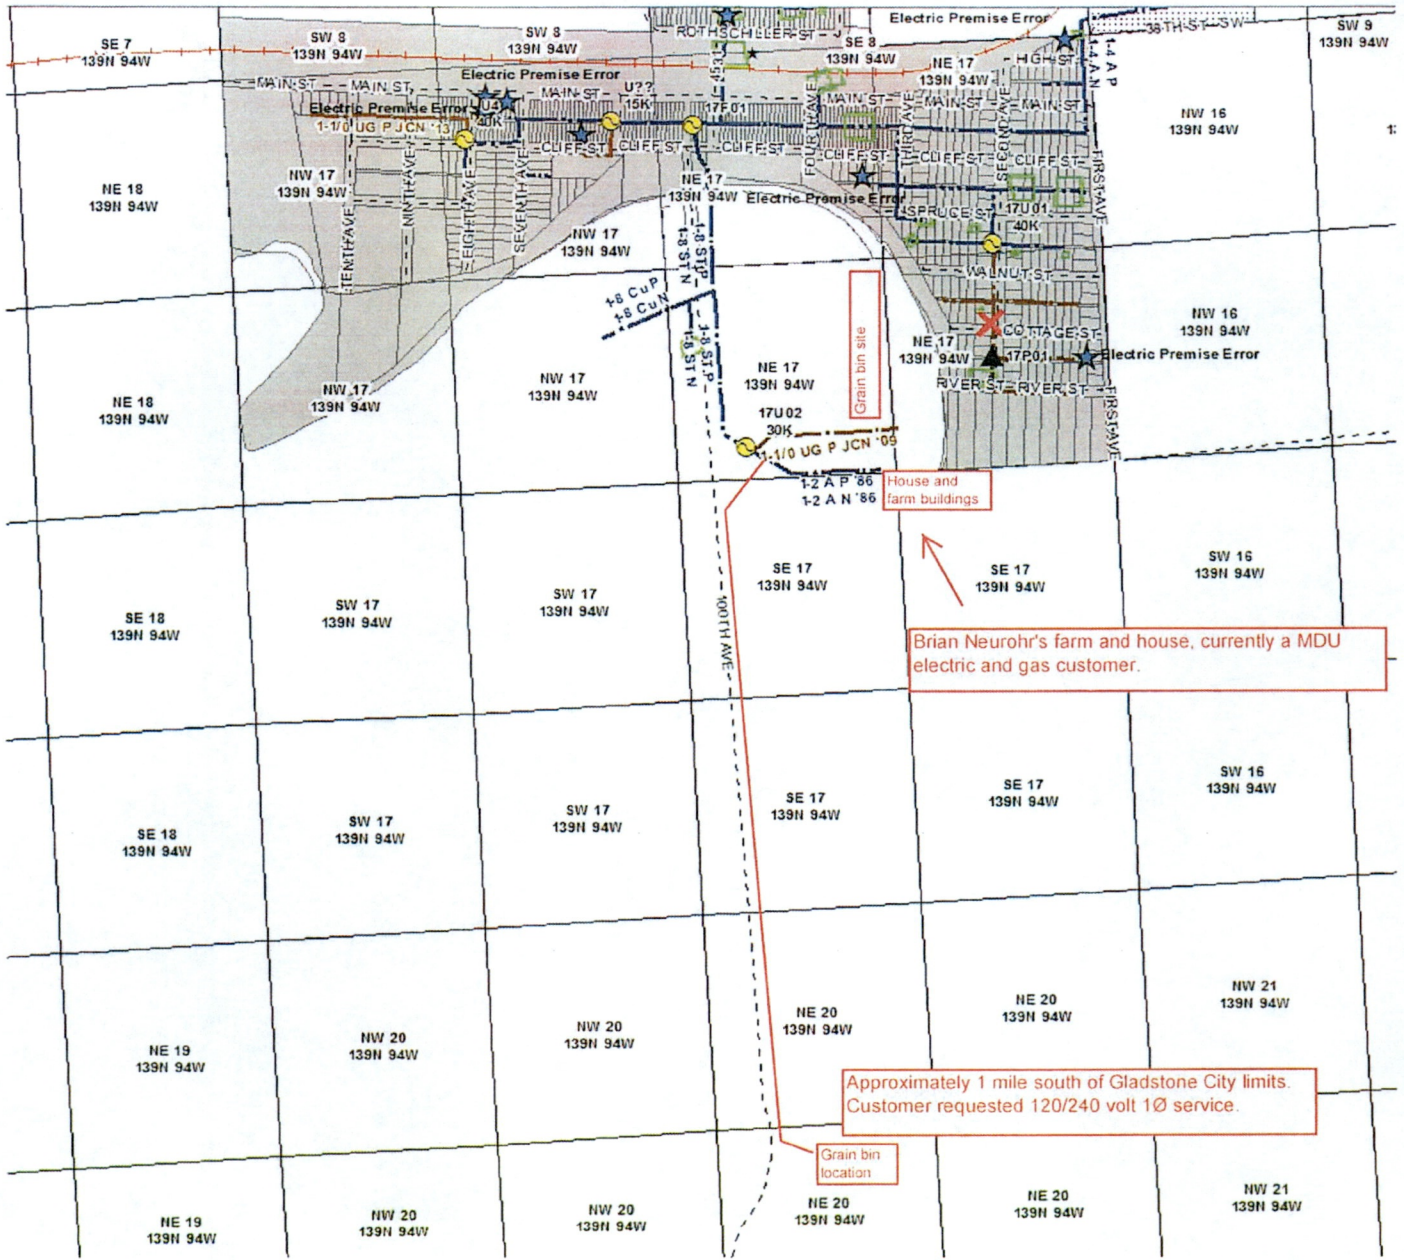 Electric Premise Error
ROTHSCHILLER ST
38TH ST SW
SW 9
139N 94W
SE 7
139N 94W
SW 8
139N 94W
SW 8
139N 94W
SE 8
139N 94W
453U
HIGH ST
1-4 A N
1-4 A P
NE 17
139N 94W
MAIN ST
MAIN ST
Electric Premise Error
MAIN ST
U??
15K
17F01
MAIN ST
MAIN ST
MAIN ST
NW 16
139N 94W
Electric Premise Error
U4
40K
1-1/0 UG P JCN '13
CLIFF ST
CLIFF ST
CLIFF ST
CLIFF ST
CLIFF ST
CLIFF ST
FOURTH AVE
THIRD AVE
SECOND AVE
FIRST AVE
NE 18
139N 94W
NW 17
139N 94W
TENTH AVE
NINTH AVE
EIGHTH AVE
SEVENTH AVE
NE 17
139N 94W
Electric Premise Error
SPRUCE ST
17U01
40K
NW 17
139N 94W
1-8 ST N
1-8 ST P
WALNUT ST
1-8 Cu P
1-8 Cu N
Grain bin site
NW 16
139N 94W
1-8 ST N
1-8 ST P
NE 17
139N 94W
COTTAGE ST
17P01
Electric Premise Error
RIVER ST
RIVER ST
FIRST AVE
NE 18
139N 94W
NW 17
139N 94W
NW 17
139N 94W
NE 17
139N 94W
17U02
30K
1-1/0 UG P JCN '09
1-2 A P '86
1-2 A N '86
House and
farm buildings
SE 18
139N 94W
SW 17
139N 94W
SW 17
139N 94W
100TH AVE
SE 17
139N 94W
SE 17
139N 94W
SW 16
139N 94W
Brian Neurohr's farm and house, currently a MDU
electric and gas customer.
SE 18
139N 94W
SW 17
139N 94W
SW 17
139N 94W
SE 17
139N 94W
SE 17
139N 94W
SW 16
139N 94W
NE 19
139N 94W
NW 20
139N 94W
NW 20
139N 94W
NE 20
139N 94W
NE 20
139N 94W
NW 21
139N 94W
Approximately 1 mile south of Gladstone City limits.
Customer requested 120/240 volt 1Ø service.
Grain bin
location
NE 19
139N 94W
NW 20
139N 94W
NW 20
139N 94W
NE 20
139N 94W
NE 20
139N 94W
NW 21
139N 94W